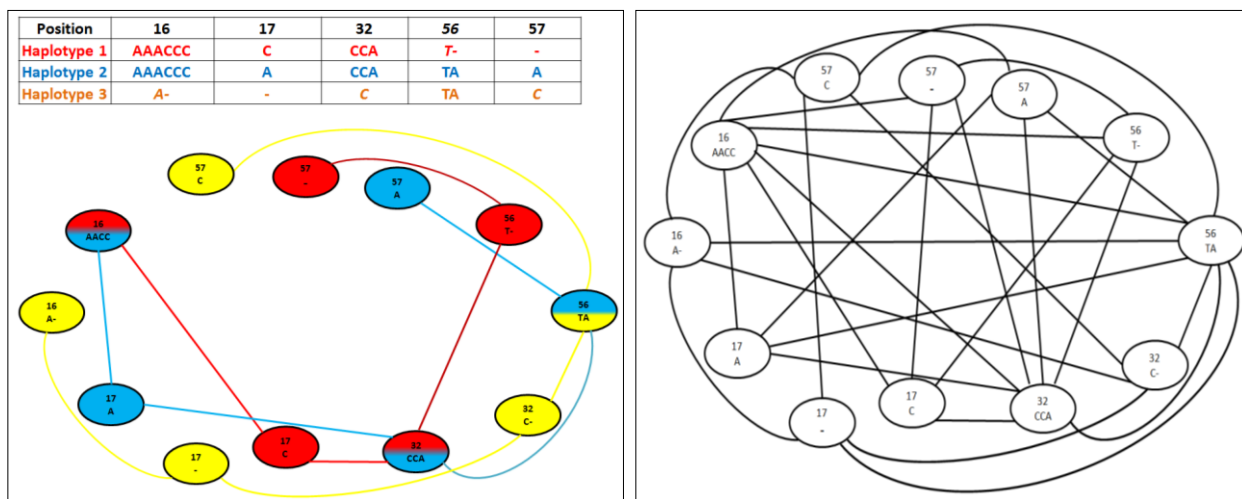 Position 16 17 32 56 57
Haplotype 1 AAACCC C CCA T- -
Haplotype 2 AAACCC A CCA TA A
Haplotype 3 A- - C TA C
57
C
57
-
57
A
56
T-
16
AACC
56
TA
16
A-
17
A
32
C-
17
C
32
CCA
17
-
57
C
57
-
57
A
56
T-
16
AACC
56
TA
16
A-
17
A
32
C-
17
C
32
CCA
17
-